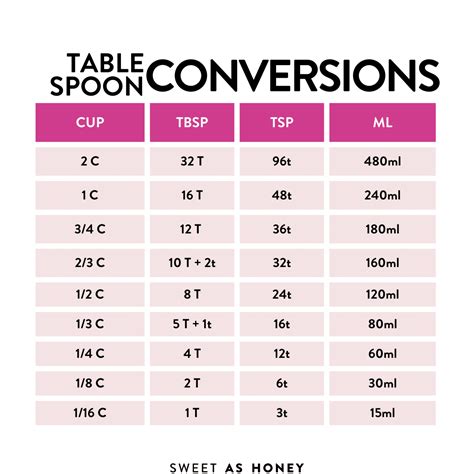 TABLE
SPOON CONVERSIONS
CUP TBSP TSP ML
2 C 32 T 96t 480ml
1 C 16 T 48t 240ml
3/4 C 12 T 36t 180ml
2/3 C 10 T + 2t 32t 160ml
1/2 C 8 T 24t 120ml
1/3 C 5 T + 1t 16t 80ml
1/4 C 4 T 12t 60ml
1/8 C 2 T 6t 30ml
1/16 C 1 T 3t 15ml
SWEET AS HONEY